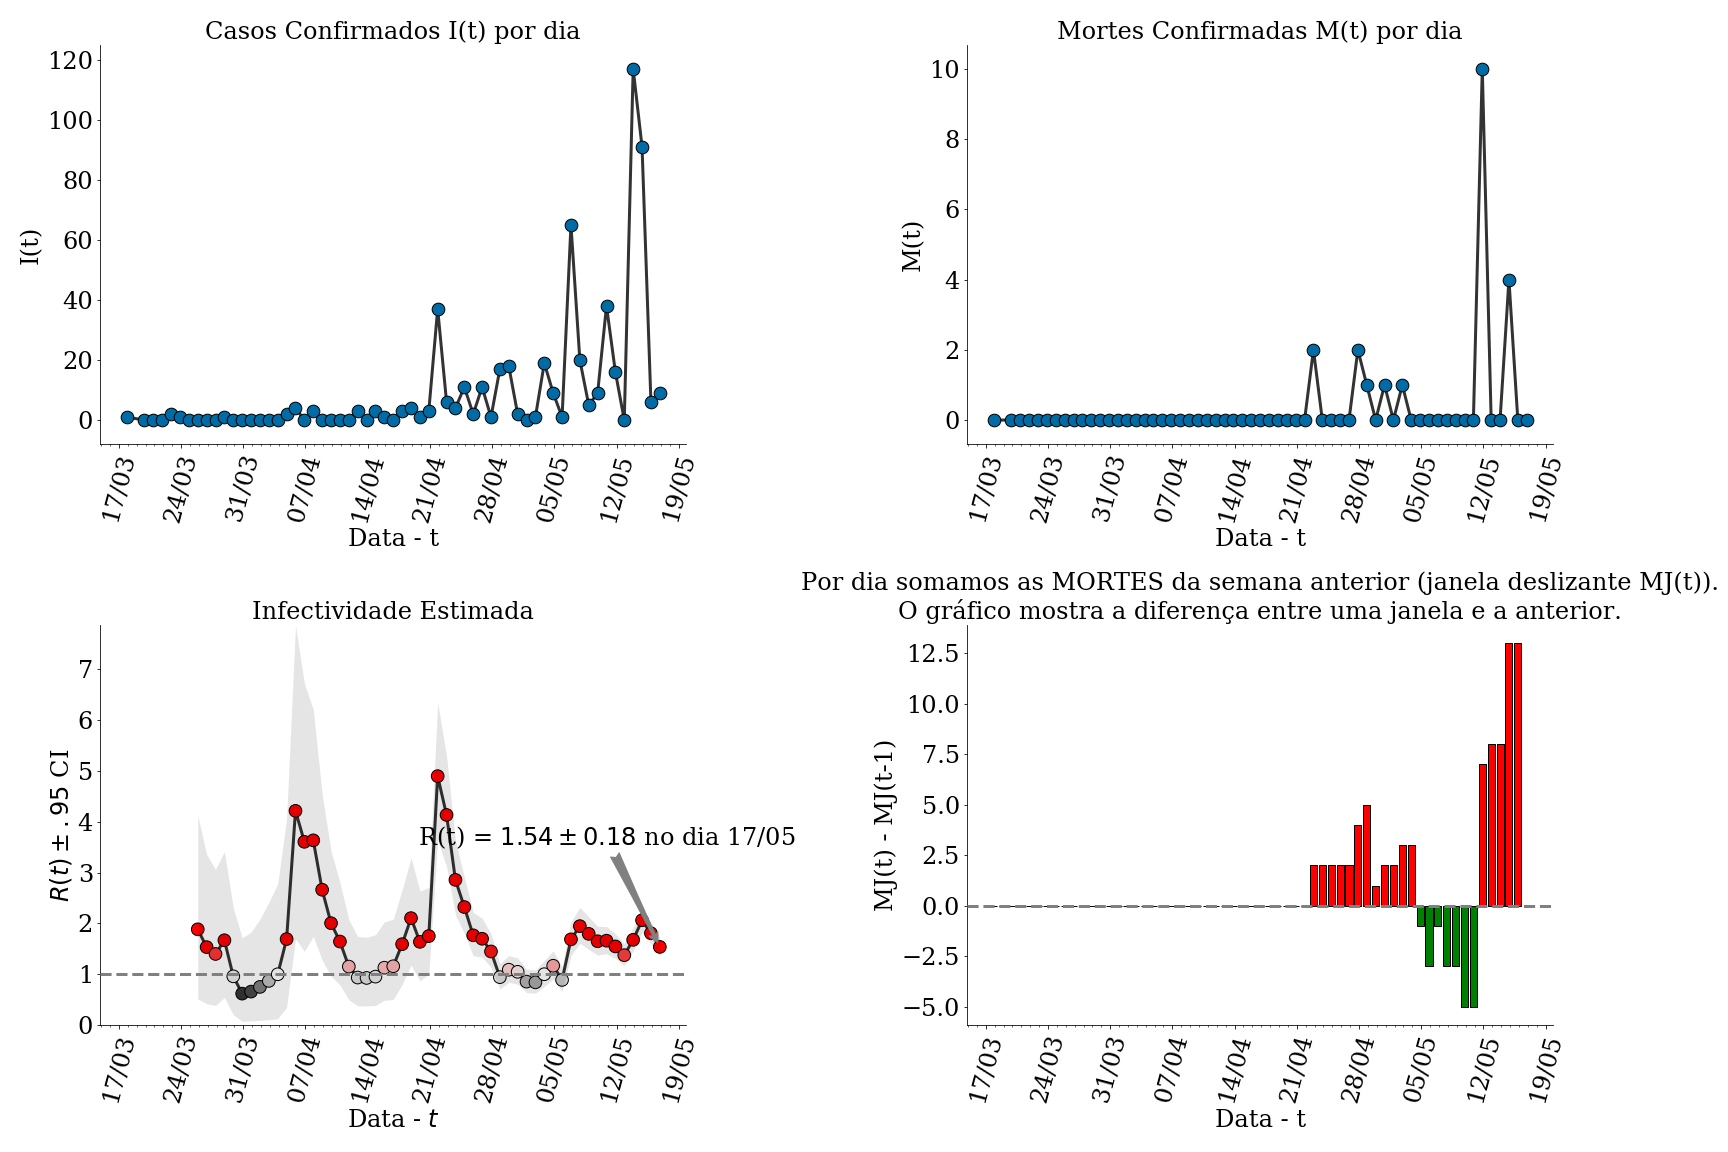 Casos Confirmados I(t) por dia
I(t)
120
100
80
60
40
20
0
17/03 24/03 31/03 07/04 14/04 21/04 28/04 05/05 12/05 19/05
Data - t
Mortes Confirmadas M(t) por dia
M(t)
10
8
6
4
2
0
17/03 24/03 31/03 07/04 14/04 21/04 28/04 05/05 12/05 19/05
Data - t
Infectividade Estimada
R(t) ± .95 CI
7
6
5
4
3
2
1
0
R(t) = 1.54 ± 0.18 no dia 17/05
17/03 24/03 31/03 07/04 14/04 21/04 28/04 05/05 12/05 19/05
Data - t
Por dia somamos as MORTES da semana anterior (janela deslizante MJ(t)).
O gráfico mostra a diferença entre uma janela e a anterior.
MJ(t) - MJ(t-1)
12.5
10.0
7.5
5.0
2.5
0.0
−2.5
−5.0
17/03 24/03 31/03 07/04 14/04 21/04 28/04 05/05 12/05 19/05
Data - t